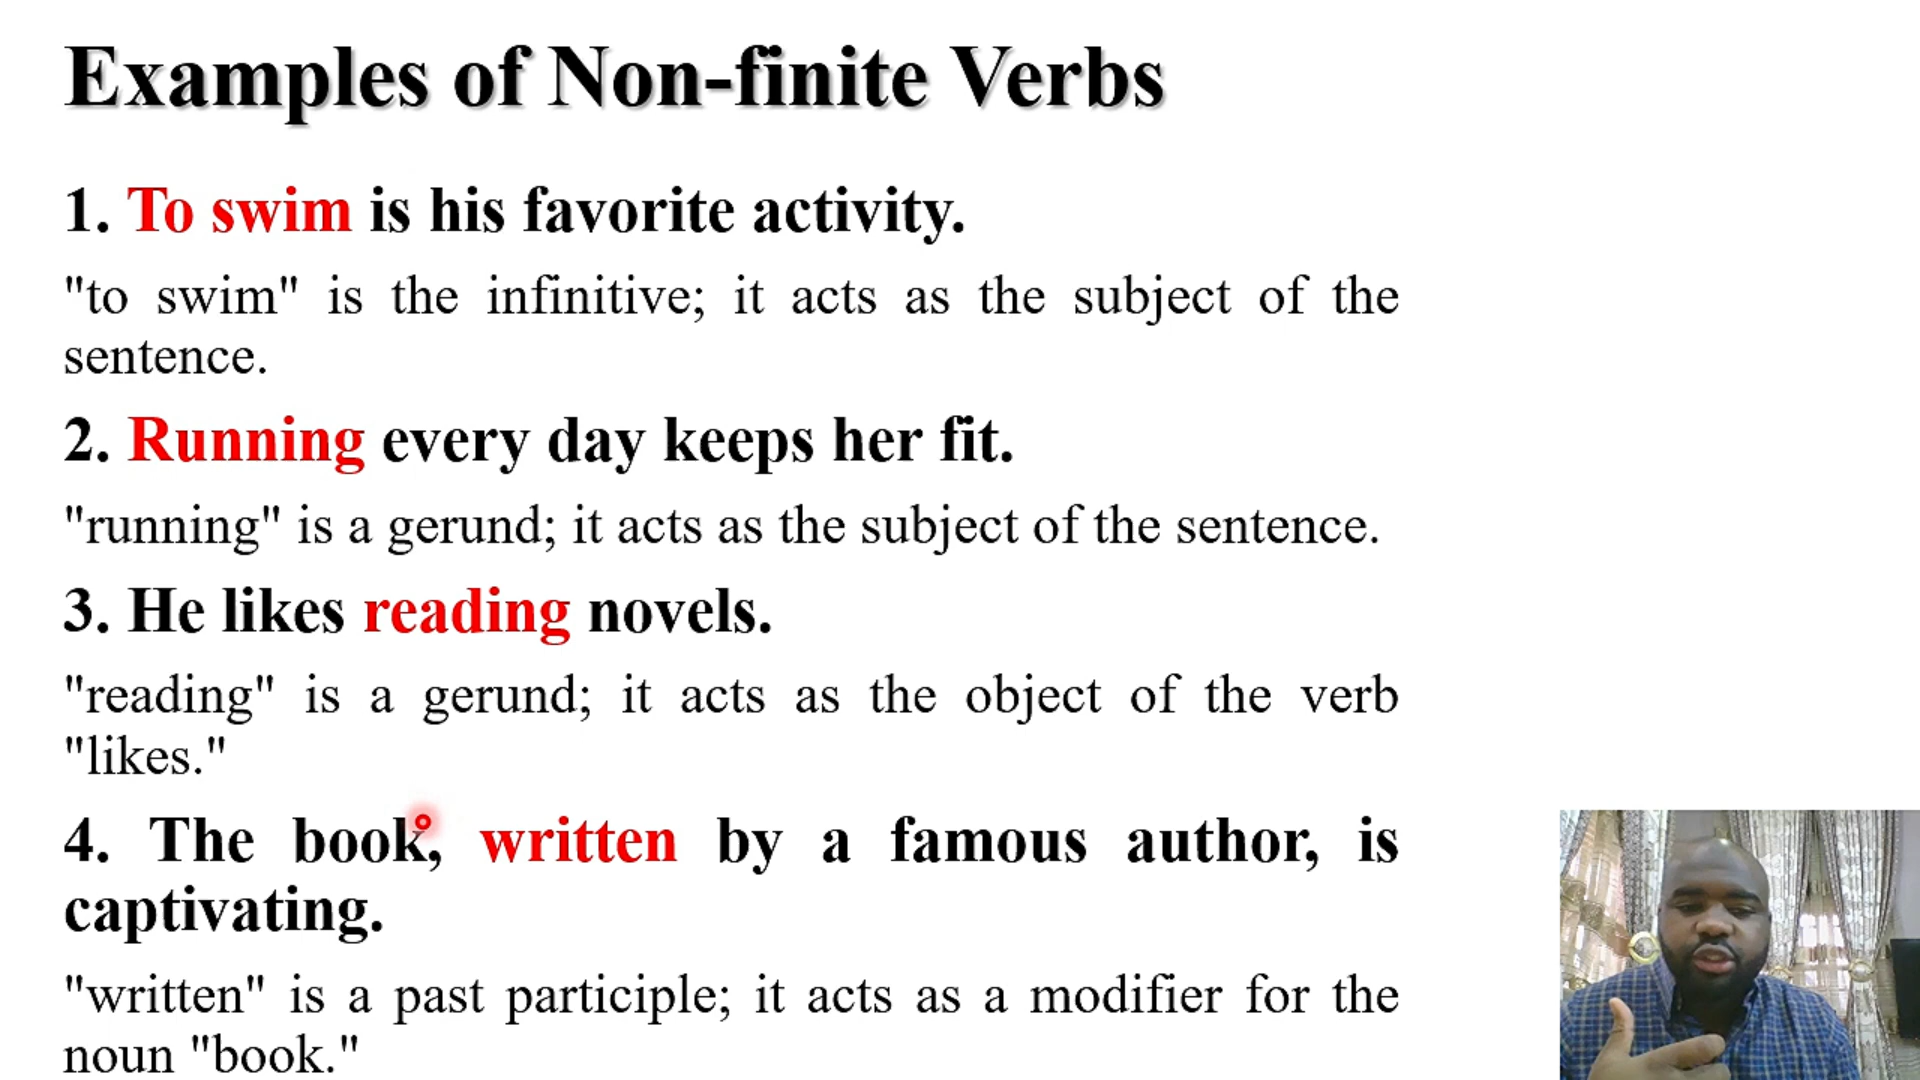 Examples of Non-finite Verbs
1. To swim is his favorite activity.
"to swim" is the infinitive; it acts as the subject of the
sentence.
2. Running every day keeps her fit.
"running" is a gerund; it acts as the subject of the sentence.
3. He likes reading novels.
"reading" is a gerund; it acts as the object of the verb
"likes."
4. The book, written by a famous author, is
captivating.
"written" is a past participle; it acts as a modifier for the
noun "book."